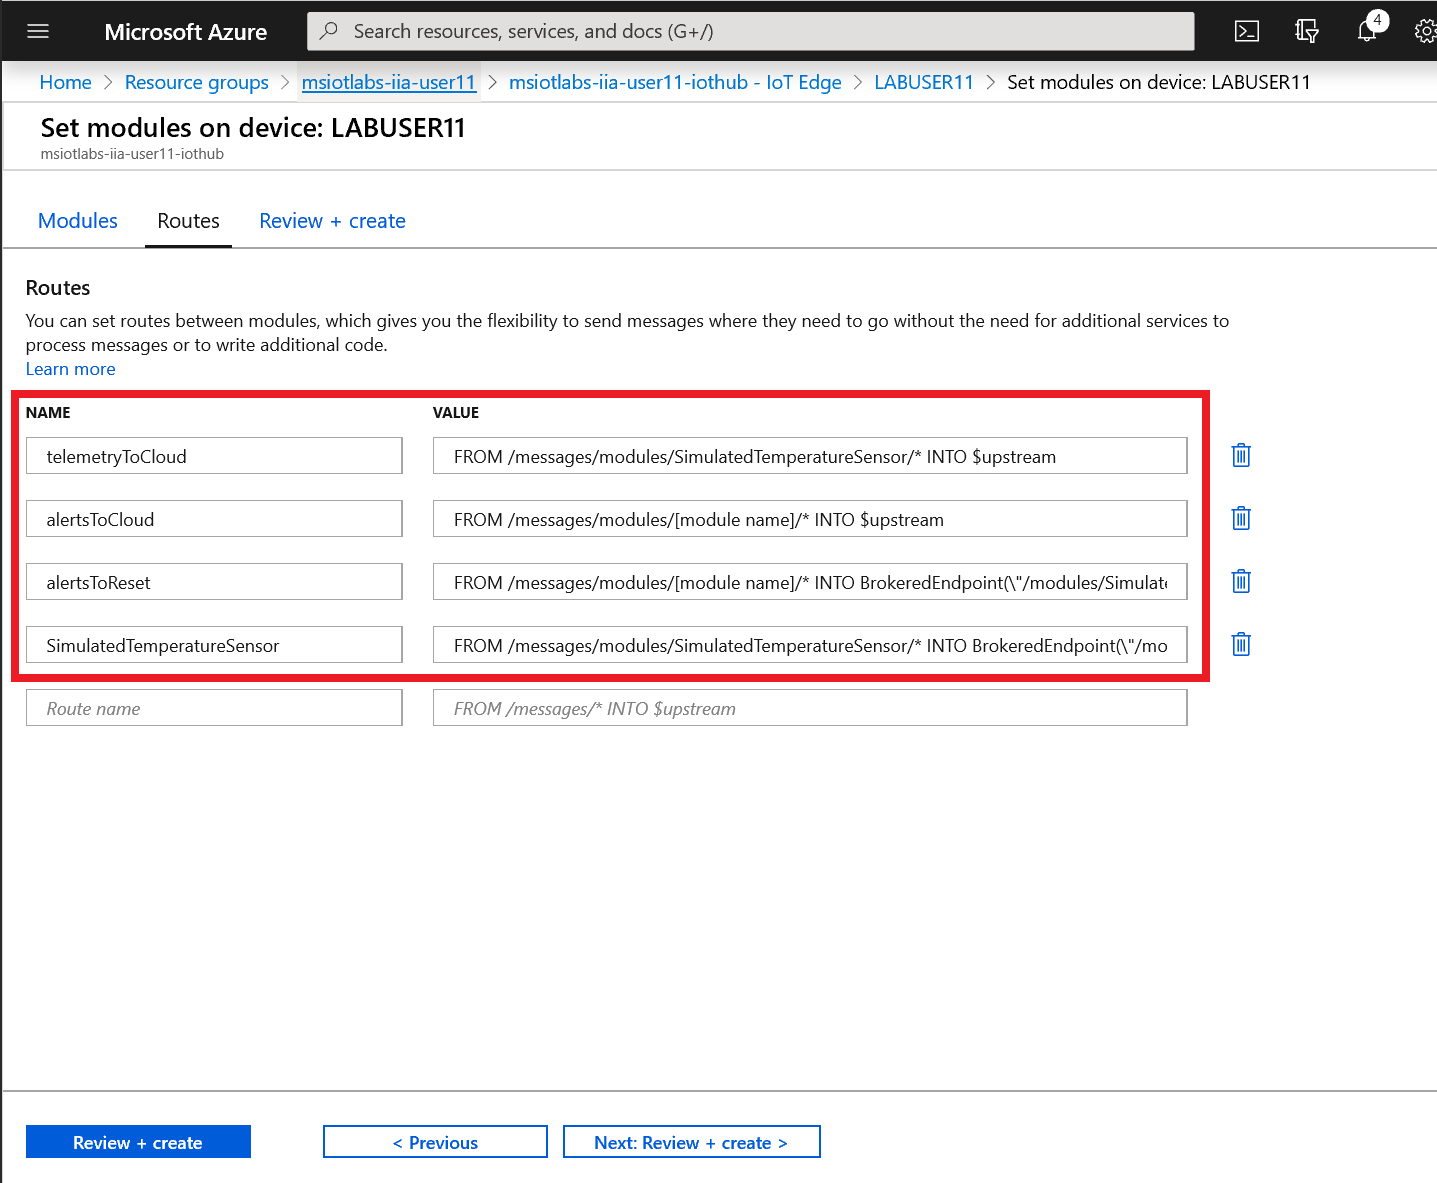 Microsoft Azure
Search resources, services, and docs (G+/)
4
Home > Resource groups > msiotlabs-iia-user11 > msiotlabs-iia-user11-iothub - IoT Edge > LABUSER11 > Set modules on device: LABUSER11
Set modules on device: LABUSER11
msiotlabs-iia-user11-iothub
Modules Routes Review + create
Routes
You can set routes between modules, which gives you the flexibility to send messages where they need to go without the need for additional services to
process messages or to write additional code.
Learn more
NAME VALUE
telemetryToCloud FROM /messages/modules/SimulatedTemperatureSensor/* INTO $upstream
alertsToCloud FROM /messages/modules/[module name]/* INTO $upstream
alertsToReset FROM /messages/modules/[module name]/* INTO BrokeredEndpoint(\"/modules/Simulate
SimulatedTemperatureSensor FROM /messages/modules/SimulatedTemperatureSensor/* INTO BrokeredEndpoint(\"/mo
Route name FROM /messages/* INTO $upstream
Review + create < Previous Next: Review + create >